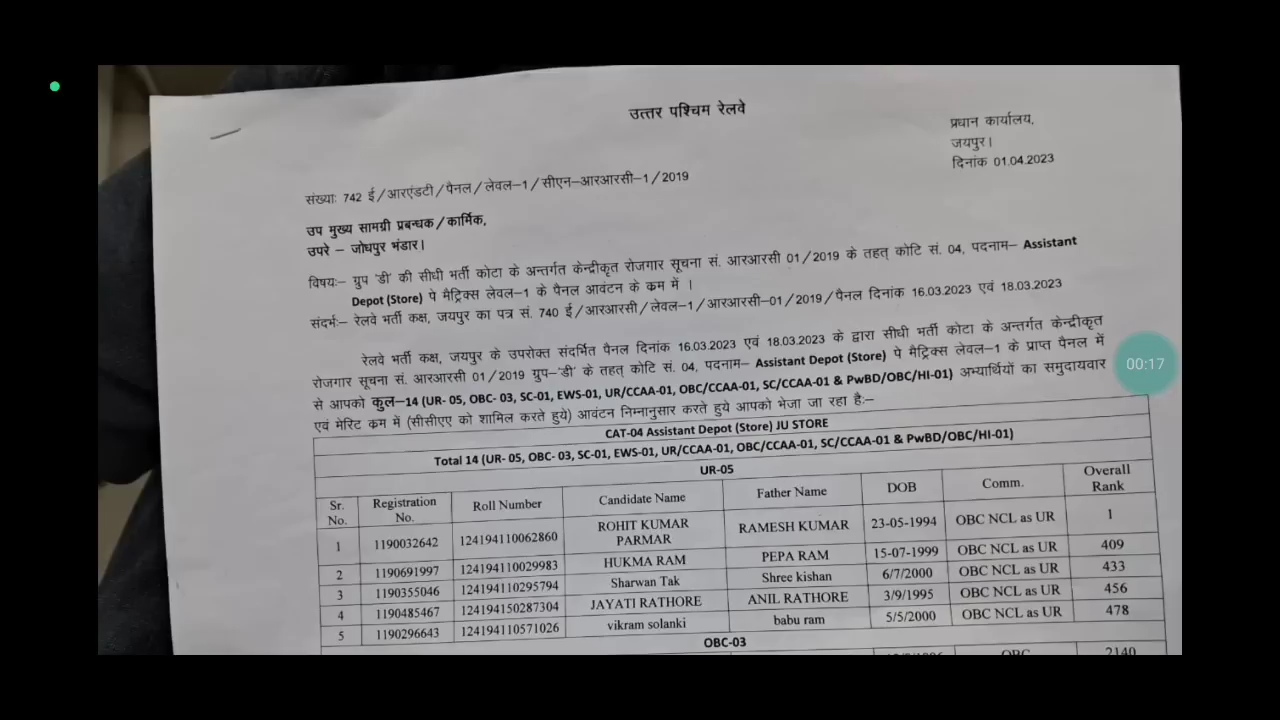 उत्तर पश्चिम रेलवे
प्रधान कार्यालय,
जयपुर।
दिनांक 01.04.2023
संख्याः 742 ई/आरएंडटी/पैनल/लेवल–1/सीएन–आरआरसी–1/2019
उप मुख्य सामग्री प्रबन्धक/कार्मिक,
उपरे – जोधपुर भंडार।
विषयः– ग्रुप 'डी' की सीधी भर्ती कोटा के अन्तर्गत केन्द्रीकृत रोजगार सूचना सं. आरआरसी 01/2019 के तहत् कोटि सं. 04, पदनाम– Assistant
Depot (Store) पे मैट्रिक्स लेवल–1 के पैनल आवंटन के कम में ।
संदर्भः– रेलवे भर्ती कक्ष, जयपुर का पत्र सं. 740 ई/आरआरसी/लेवल–1/आरआरसी–01/2019/पैनल दिनांक 16.03.2023 एवं 18.03.2023
रेलवे भर्ती कक्ष, जयपुर के उपरोक्त संदर्भित पैनल दिनांक 16.03.2023 एवं 18.03.2023 के द्वारा सीधी भर्ती कोटा के अन्तर्गत केन्द्रीकृत
रोजगार सूचना सं. आरआरसी 01/2019 ग्रुप–'डी' के तहत् कोटि सं. 04, पदनाम– Assistant Depot (Store) पे मैट्रिक्स लेवल–1 के प्राप्त पैनल में
से आपको कुल–14 (UR- 05, OBC- 03, SC-01, EWS-01, UR/CCAA-01, OBC/CCAA-01, SC/CCAA-01 & PwBD/OBC/HI-01) अभ्यार्थियों का समुदायवार
एवं मेरिट कम में (सीसीएए को शामिल करते हुये) आवंटन निम्नानुसार करते हुये आपको भेजा जा रहा हैः–
CAT-04 Assistant Depot (Store) JU STORE
Total 14 (UR- 05, OBC- 03, SC-01, EWS-01, UR/CCAA-01, OBC/CCAA-01, SC/CCAA-01 & PwBD/OBC/HI-01)
UR-05
Sr. No. Registration No. Roll Number Candidate Name Father Name DOB Comm. Overall Rank
1 1190032642 124194110062860 ROHIT KUMAR PARMAR RAMESH KUMAR 23-05-1994 OBC NCL as UR 1
2 1190691997 124194110029983 HUKMA RAM PEPA RAM 15-07-1999 OBC NCL as UR 409
3 1190355046 124194110295794 Sharwan Tak Shree kishan 6/7/2000 OBC NCL as UR 433
4 1190485467 124194150287304 JAYATI RATHORE ANIL RATHORE 3/9/1995 OBC NCL as UR 456
5 1190296643 124194110571026 vikram solanki babu ram 5/5/2000 OBC NCL as UR 478
OBC-03
OBC 2140
00:17